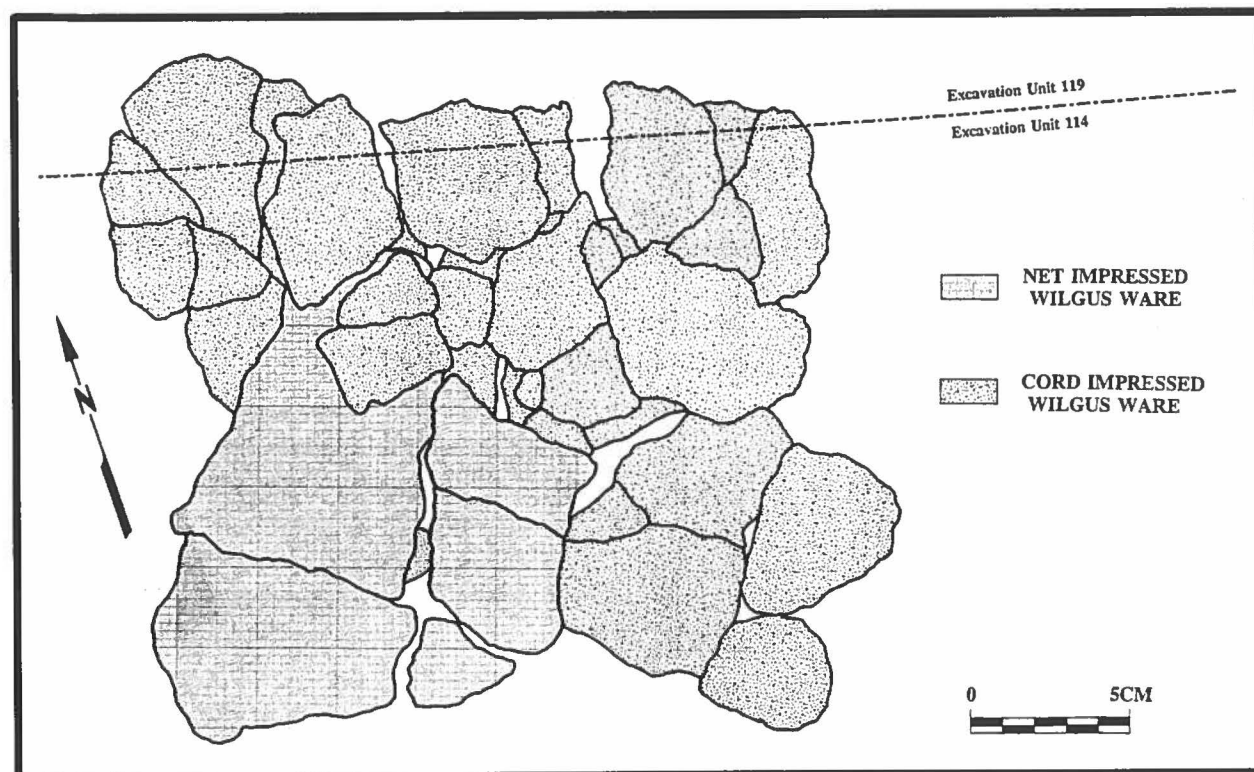 Excavation Unit 119
Excavation Unit 114
NET IMPRESSED
WILGUS WARE
CORD IMPRESSED
WILGUS WARE
N
0 5CM